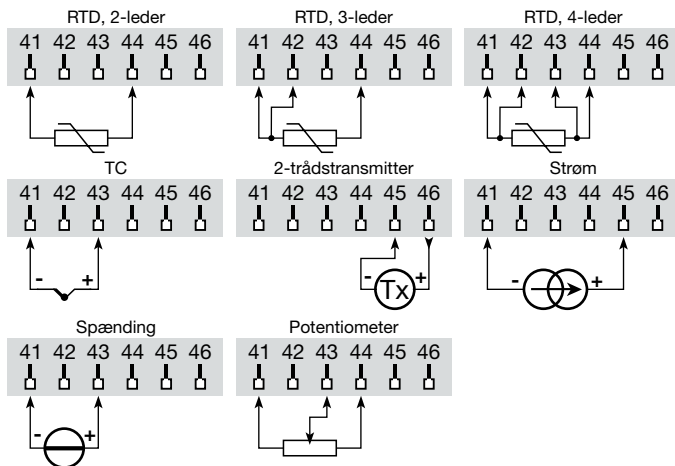 RTD, 2-leder RTD, 3-leder RTD, 4-leder
41 42 43 44 45 46 41 42 43 44 45 46 41 42 43 44 45 46
TC 2-trådstransmitter Strøm
41 42 43 44 45 46 41 42 43 44 45 46 41 42 43 44 45 46
- + - Tx + - +
Spænding Potentiometer
41 42 43 44 45 46 41 42 43 44 45 46
- +